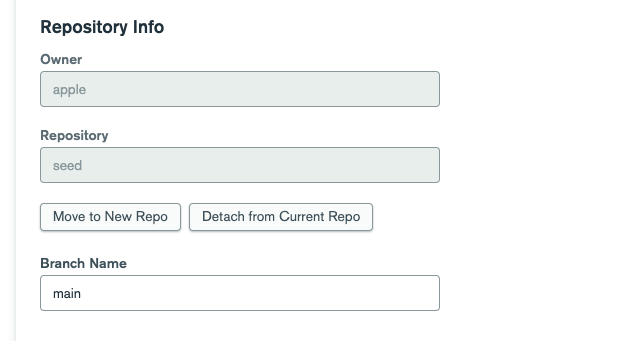 Repository Info
Owner
apple
Repository
seed
Move to New Repo Detach from Current Repo
Branch Name
main